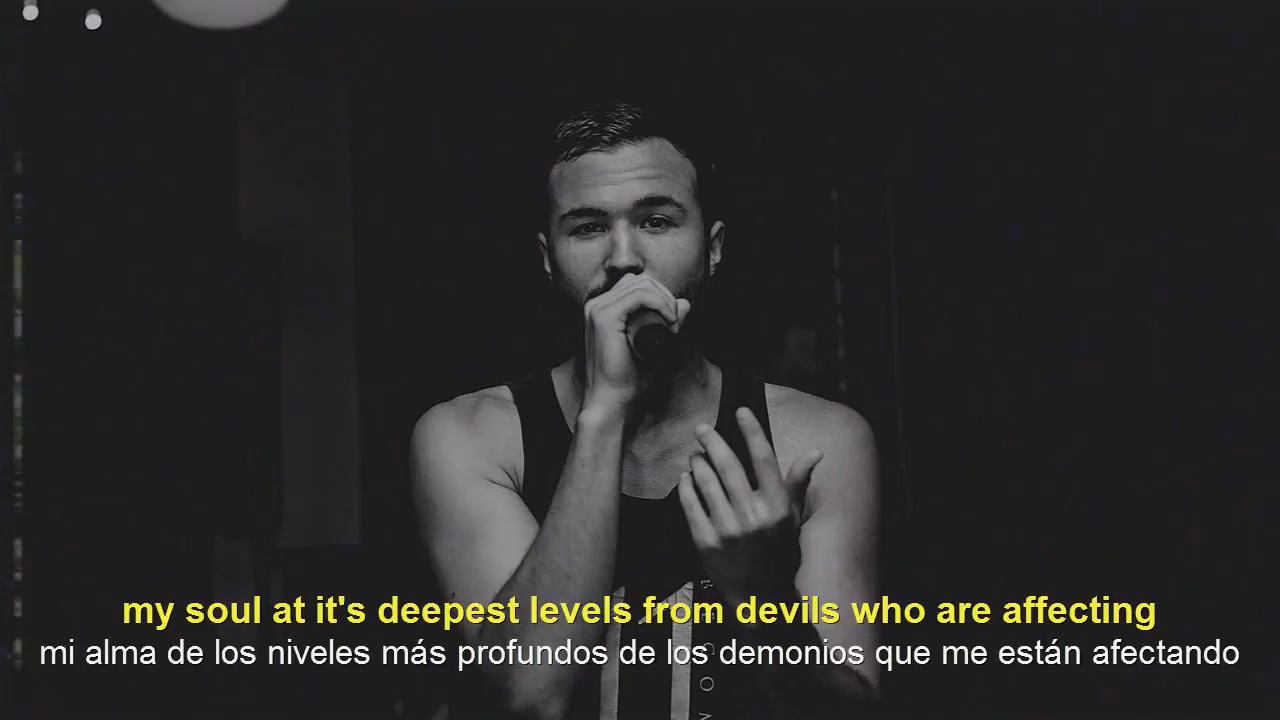 my soul at it's deepest levels from devils who are affecting
mi alma de los niveles más profundos de los demonios que me están afectando